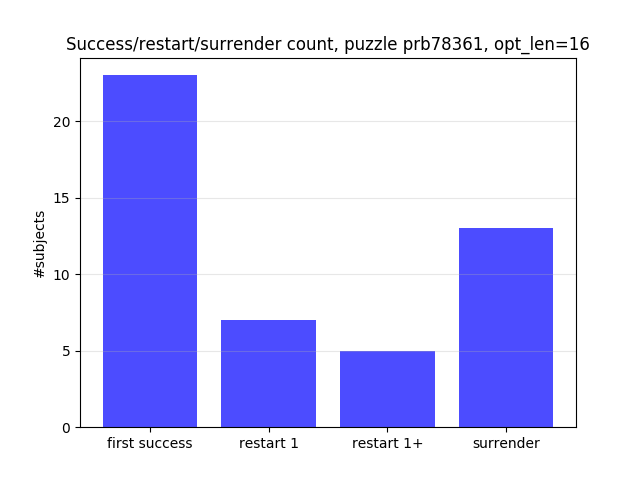 Success/restart/surrender count, puzzle prb78361, opt_len=16
#subjects
20
15
10
5
0
first success
restart 1
restart 1+
surrender